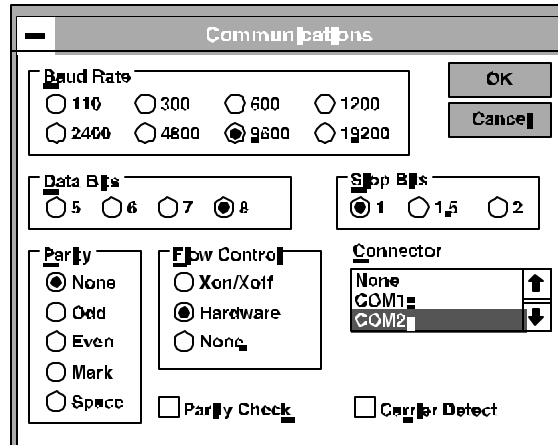 Communications
Baud Rate
110 300 600 1200
2400 4800 9600 19200
OK
Cancel
Data Bits
5 6 7 8
Stop Bits
1 1.5 2
Parity
None
Odd
Even
Mark
Space
Flow Control
Xon/Xoff
Hardware
None
Connector
None
COM1:
COM2:
Parity Check
Carrier Detect